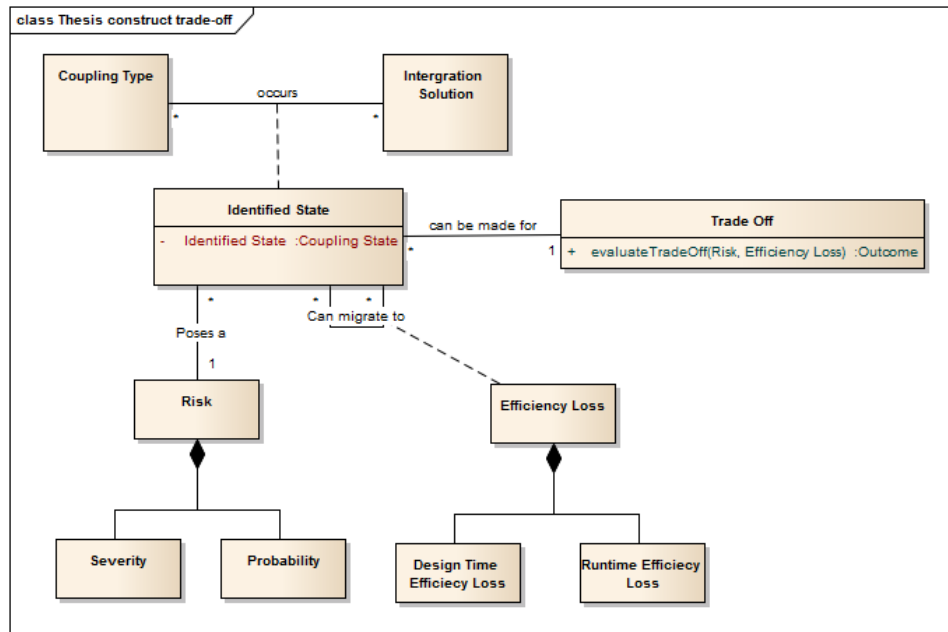 class Thesis construct trade-off
Coupling Type
Intergration
Solution
occurs
*
*
Identified State
- Identified State :Coupling State
can be made for
*
1
Trade Off
+ evaluateTradeOff(Risk, Efficiency Loss) :Outcome
*
*
*
Can migrate to
Poses a
1
Risk
Efficiency Loss
Severity
Probability
Design Time
Efficiecy Loss
Runtime Efficiecy
Loss